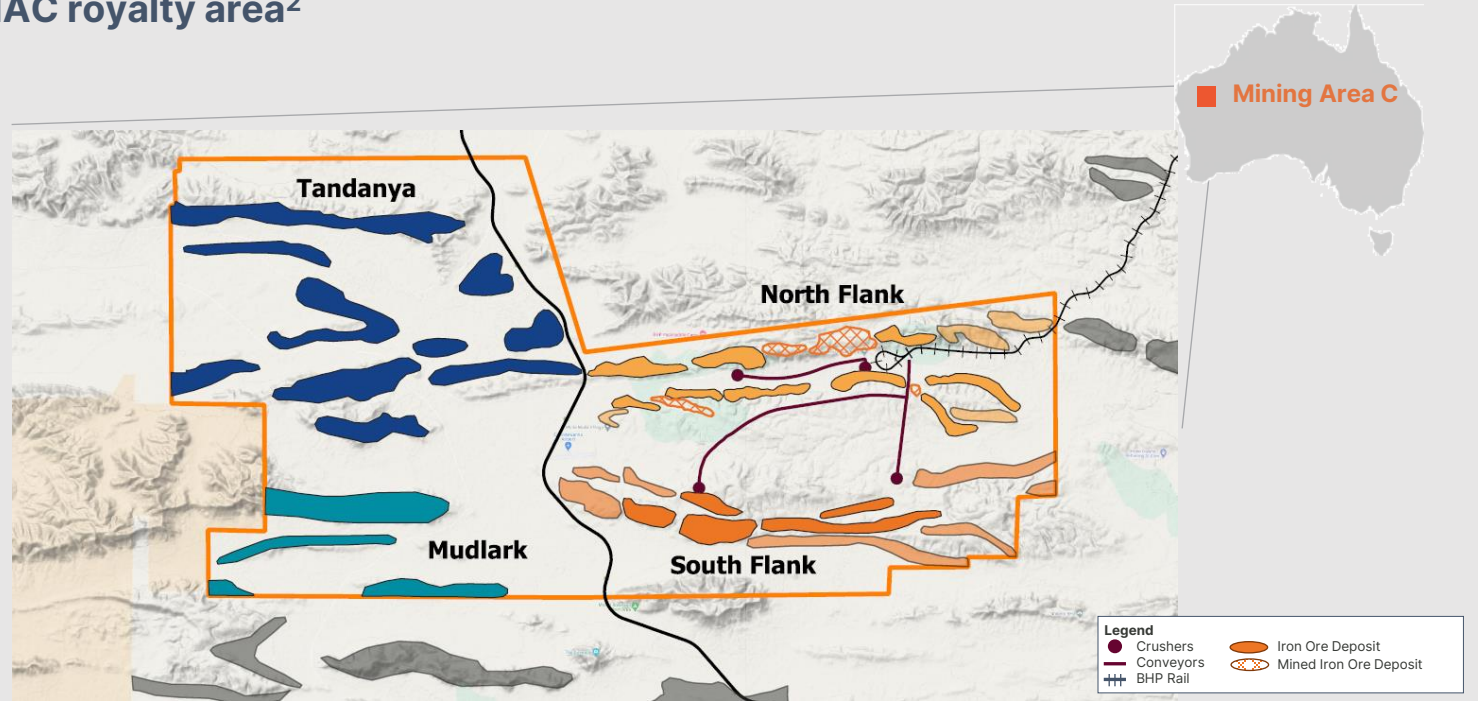 MAC royalty area²
Mining Area C
Tandanya
North Flank
Mudlark
South Flank
Legend
Crushers
Conveyors
BHP Rail
Iron Ore Deposit
Mined Iron Ore Deposit